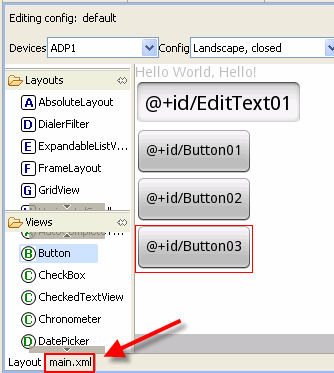 Editing config: default
Devices ADP1 Config Landscape, closed
Layouts
A AbsoluteLayout
D DialerFilter
E ExpandableListV...
F FrameLayout
G GridView
Views
B Button
C CheckBox
C CheckedTextView
C Chronometer
D DatePicker
Hello World, Hello!
@+id/EditText01
@+id/Button01
@+id/Button02
@+id/Button03
Layout main.xml